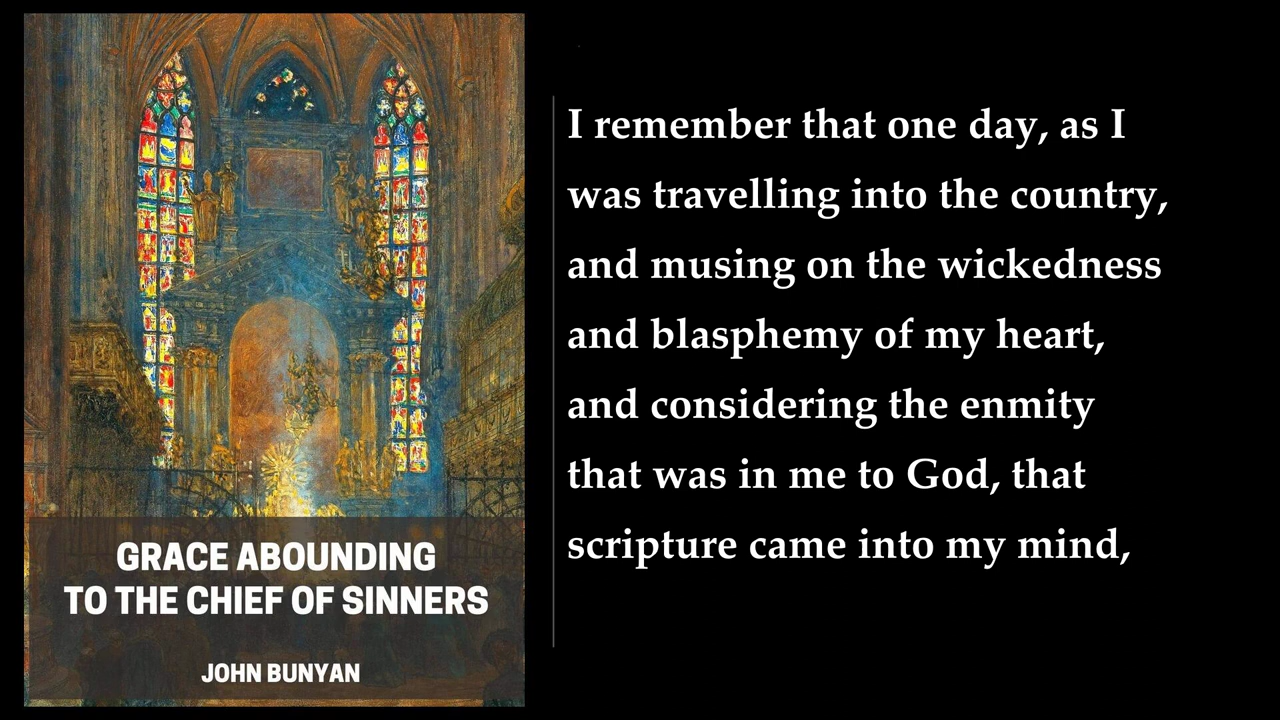 GRACE ABOUNDING
TO THE CHIEF OF SINNERS
JOHN BUNYAN
I remember that one day, as I
was travelling into the country,
and musing on the wickedness
and blasphemy of my heart,
and considering the enmity
that was in me to God, that
scripture came into my mind,